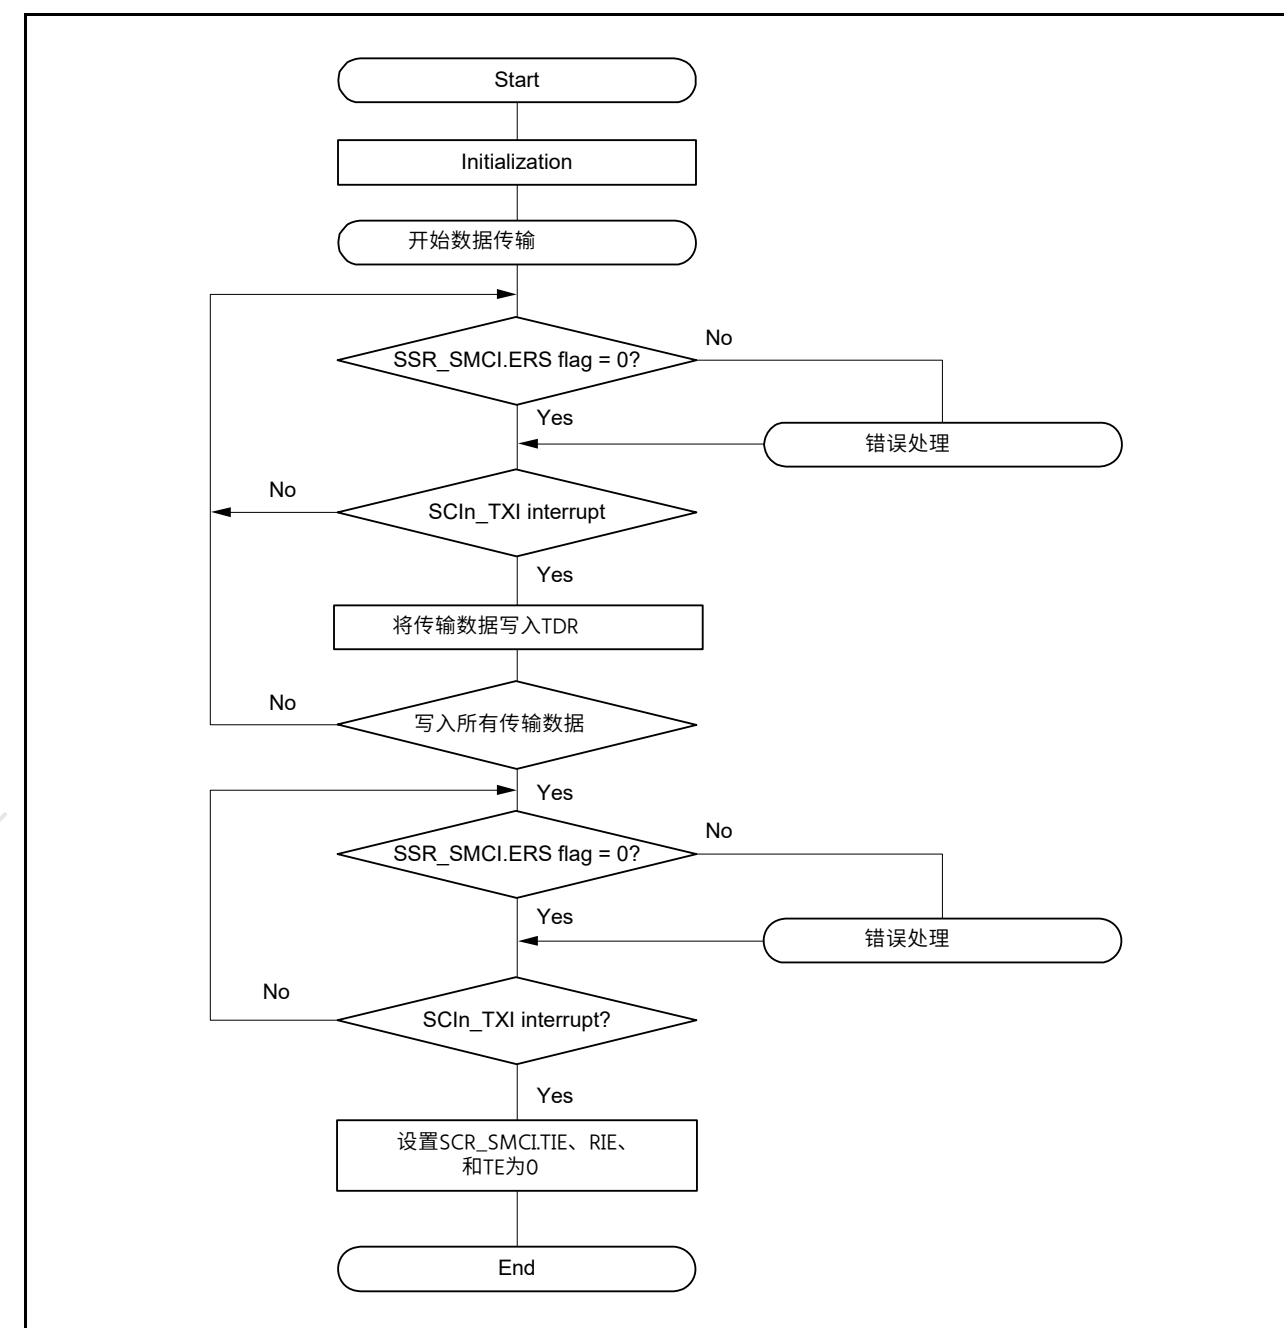 Start
Initialization
开始数据传输
SSR_SMCI.ERS flag = 0?
No
Yes
错误处理
No
SCIn_TXI interrupt
Yes
将传输数据写入TDR
No
写入所有传输数据
Yes
SSR_SMCI.ERS flag = 0?
No
Yes
错误处理
No
SCIn_TXI interrupt?
Yes
设置SCR_SMCI.TIE、RIE、
和TE为0
End